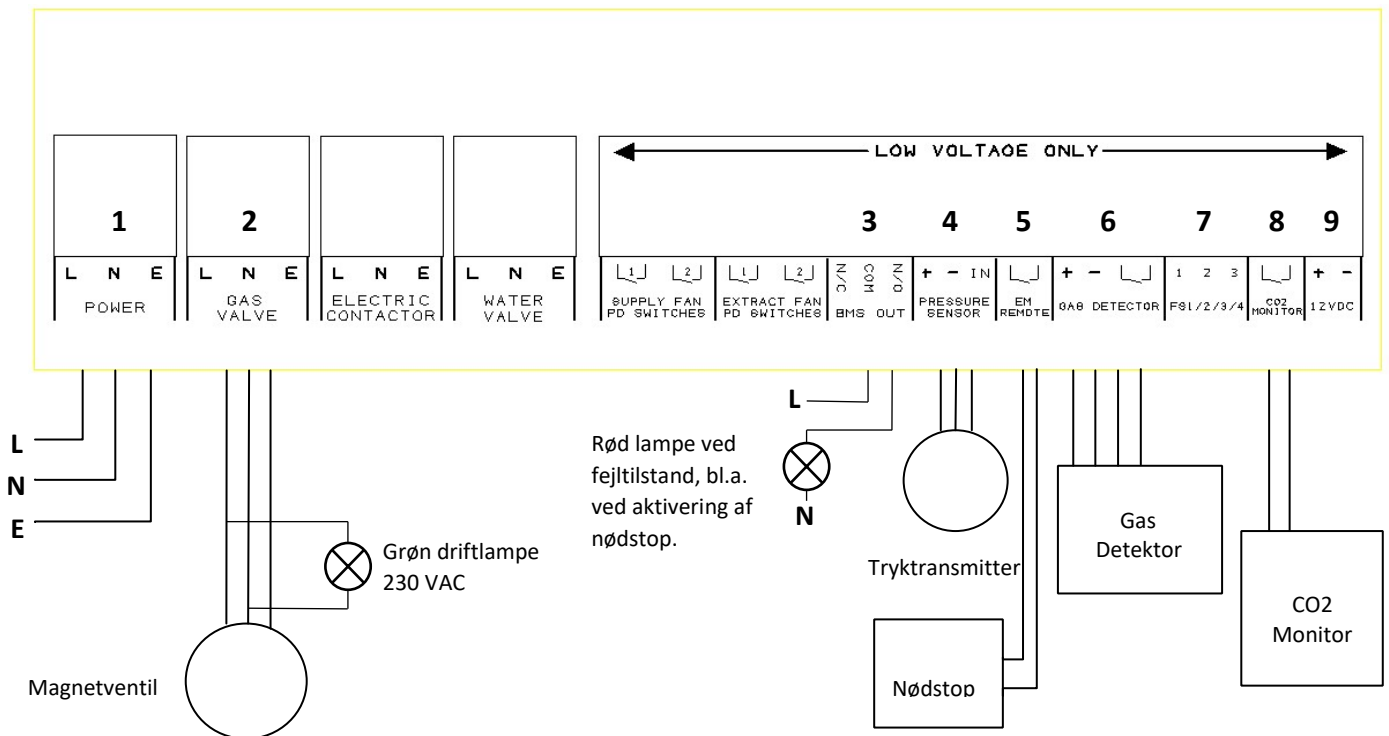 LOW VOLTAGE ONLY
1 2 3 4 5 6 7 8 9
L N E L N E L N E L N E 1 2 1 2 N/C COM N/O + - IN + - 1 2 3 + -
POWER
GAS
VALVE
ELECTRIC
CONTACTOR
WATER
VALVE
SUPPLY FAN
PD SWITCHES
EXTRACT FAN
PD SWITCHES
BMS OUT
PRESSURE
SENSOR
EM
REMOTE
GAS DETECTOR
FS1/2/3/4
CO2
MONITOR
12VDC
L
N
E
Grøn driftlampe
230 VAC
Magnetventil
L
N
Rød lampe ved
fejltilstand, bl.a.
ved aktivering af
nødstop.
Tryktransmitter
Nødstop
Gas
Detektor
CO2
Monitor